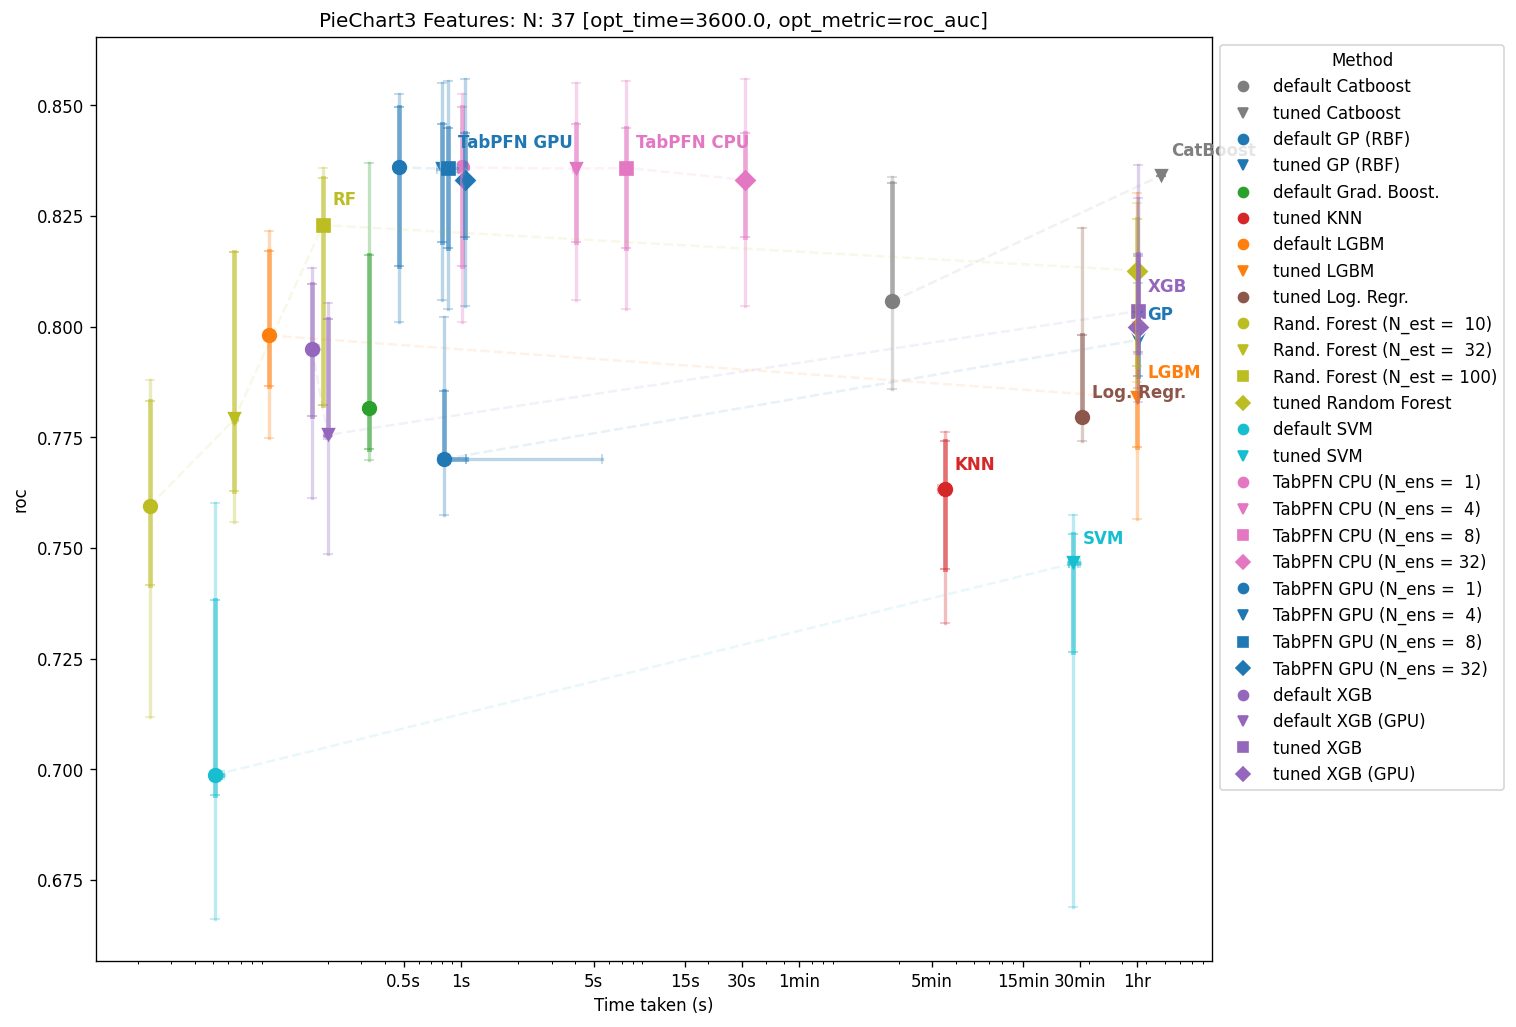 PieChart3 Features: N: 37 [opt_time=3600.0, opt_metric=roc_auc]
0.850
0.825
0.800
0.775
0.750
0.725
0.700
0.675
roc
TabPFN GPU
TabPFN CPU
CatBoost
RF
XGB
GP
LGBM
Log. Regr.
KNN
SVM
0.5s 1s 5s 15s 30s 1min 5min 15min 30min 1hr
Time taken (s)
Method
default Catboost
tuned Catboost
default GP (RBF)
tuned GP (RBF)
default Grad. Boost.
tuned KNN
default LGBM
tuned LGBM
tuned Log. Regr.
Rand. Forest (N_est =  10)
Rand. Forest (N_est =  32)
Rand. Forest (N_est = 100)
tuned Random Forest
default SVM
tuned SVM
TabPFN CPU (N_ens =  1)
TabPFN CPU (N_ens =  4)
TabPFN CPU (N_ens =  8)
TabPFN CPU (N_ens = 32)
TabPFN GPU (N_ens =  1)
TabPFN GPU (N_ens =  4)
TabPFN GPU (N_ens =  8)
TabPFN GPU (N_ens = 32)
default XGB
default XGB (GPU)
tuned XGB
tuned XGB (GPU)